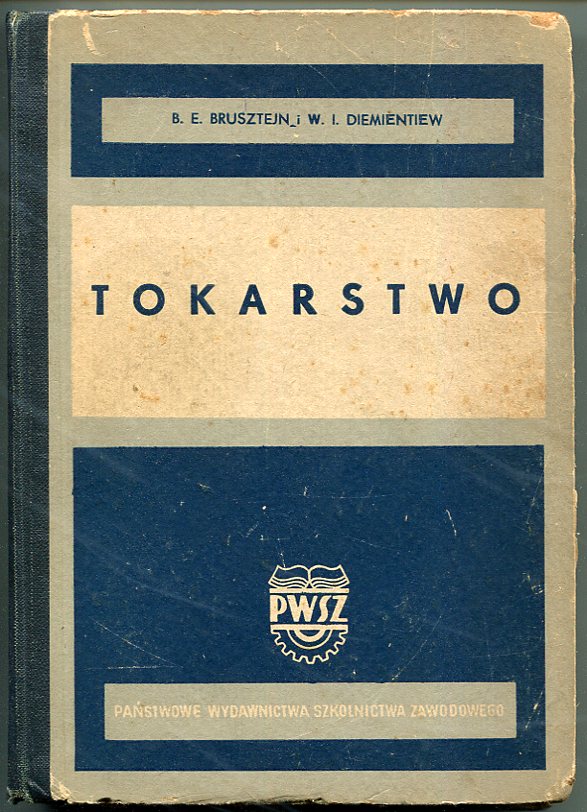 B. E. BRUSZTEJN i W. I. DIEMIENTIEW
TOKARSTWO
PWSZ
PAŃSTWOWE WYDAWNICTWA SZKOLNICTWA ZAWODOWEGO